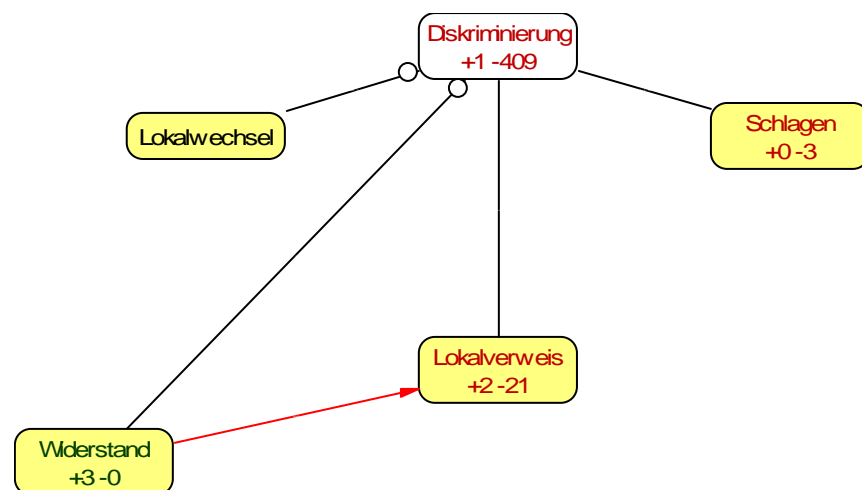 Diskriminierung
+1 -409
Lokalwechsel
Schlagen
+0 -3
Lokalverweis
+2 -21
Widerstand
+3 -0